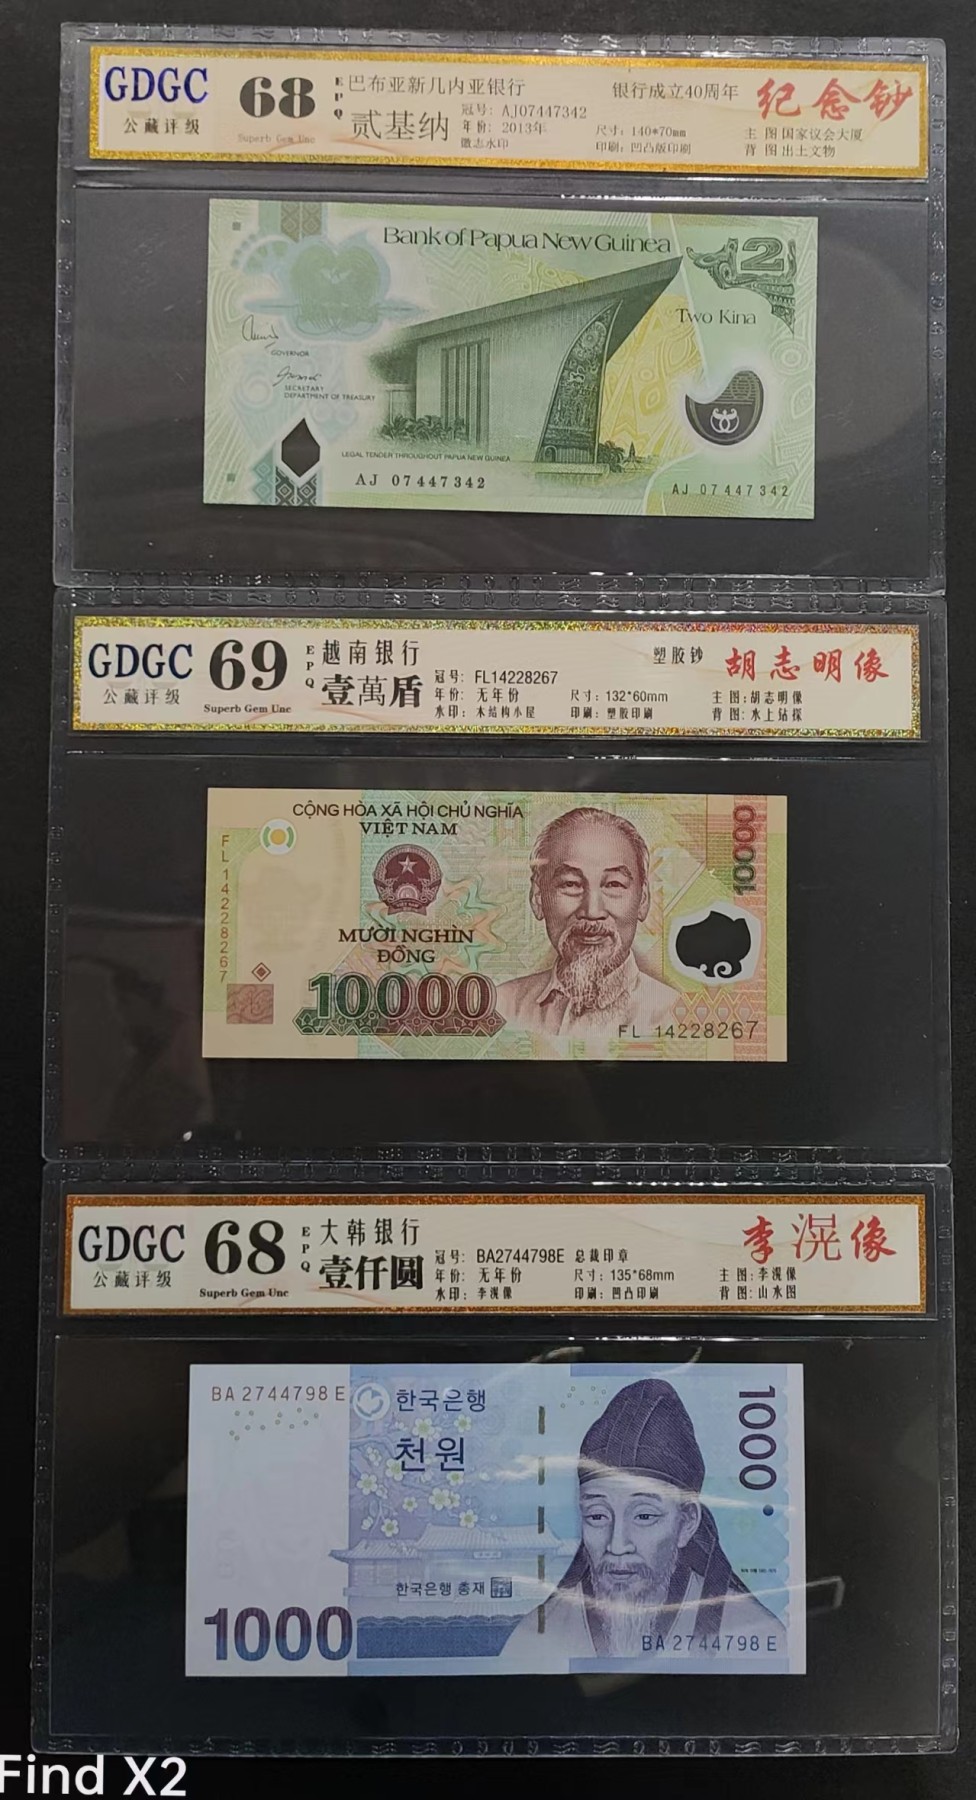 GDGC 68 EPQ 巴布亚新几内亚银行 银行成立40周年 纪念钞
公藏评级 Superb Gem Unc 贰基纳
冠号: AJ07447342
年份: 2013年 尺寸: 140*70mm 主 图 国家议会大厦
徽志水印 印刷: 凹凸版印刷 背 图 出土文物
Bank of Papua New Guinea 2
Two Kina
GOVERNOR
SECRETARY
DEPARTMENT OF TREASURY
LEGAL TENDER THROUGHOUT PAPUA NEW GUINEA
AJ 07447342
AJ 07447342
GDGC 69 EPQ 越南银行 塑胶钞 胡志明像
公藏评级 Superb Gem Unc 壹萬盾
冠号: FL14228267
年份: 无年份 尺寸: 132*60mm 主 图: 胡志明像
水印: 木结构小屋 印刷: 塑胶印刷 背 图: 水上钻探
CỘNG HÒA XÃ HỘI CHỦ NGHĨA
VIỆT NAM
10000
FL 14228267
MƯỜI NGHÌN
ĐỒNG
10000
FL 14228267
GDGC 68 EPQ 大韩银行 李滉像
公藏评级 Superb Gem Unc 壹仟圆
冠号: BA2744798E 总裁印章
年份: 无年份 尺寸: 135*68mm 主 图: 李滉像
水印: 李滉像 印刷: 凹凸印刷 背 图: 山水图
BA 2744798 E 한국은행 1000
천원
한국은행 총재
1000
BA 2744798 E
Find X2